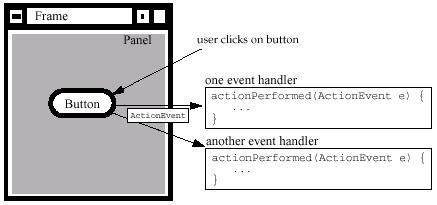 Frame
Panel
user clicks on button
Button
ActionEvent
one event handler
actionPerformed(ActionEvent e) {
...
}
another event handler
actionPerformed(ActionEvent e) {
...
}